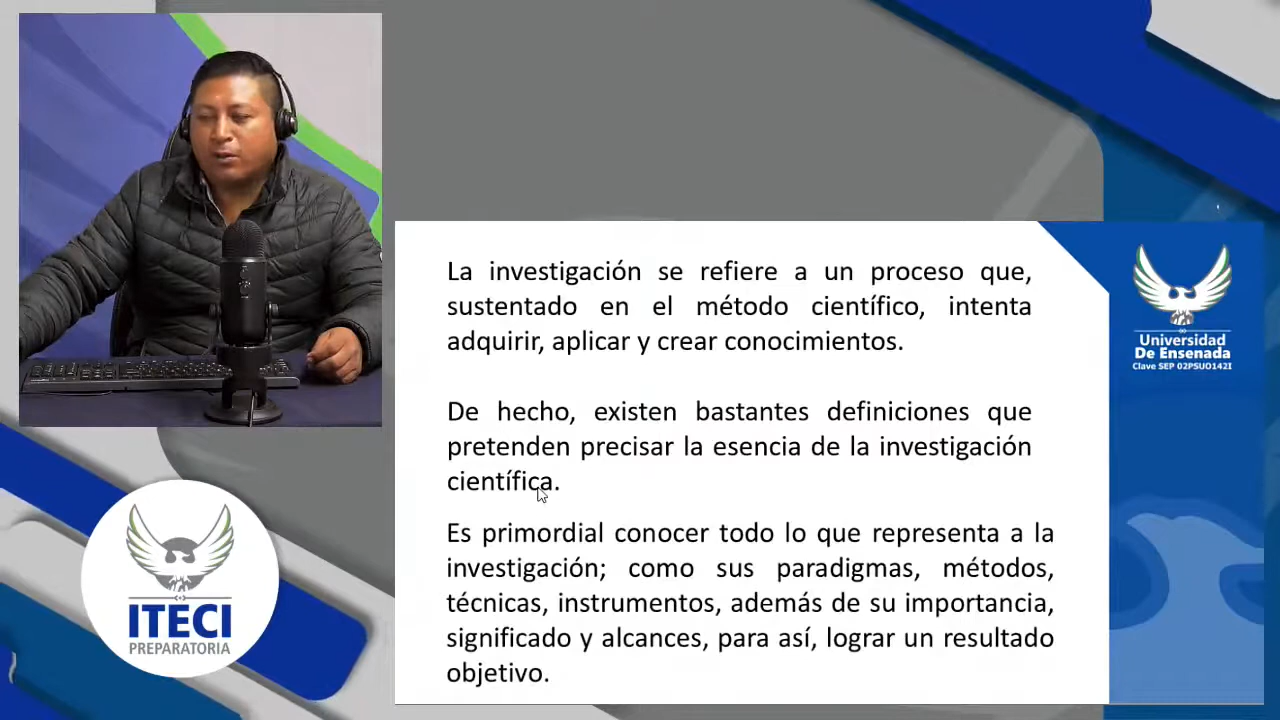 La investigación se refiere a un proceso que,
sustentado en el método científico, intenta
adquirir, aplicar y crear conocimientos.
De hecho, existen bastantes definiciones que
pretenden precisar la esencia de la investigación
científica.
Es primordial conocer todo lo que representa a la
investigación; como sus paradigmas, métodos,
técnicas, instrumentos, además de su importancia,
significado y alcances, para así, lograr un resultado
objetivo.
Universidad
De Ensenada
Clave SEP 02PSU0142I
ITECI
PREPARATORIA